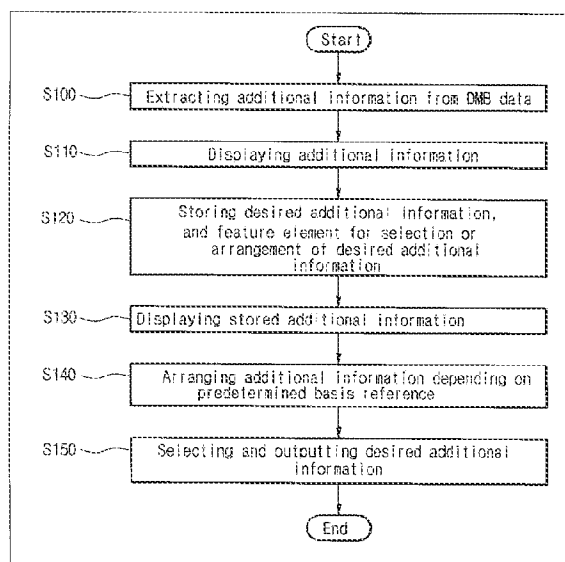 Start
S100
Extracting additional information from DMB data
S110
Displaying additional information
S120
Storing desired additional information,
and feature element for selection or
arrangement of desired additional
information
S130
Displaying stored additional information
S140
Arranging additional information depending on
predetermined basis reference
S150
Selecting and outputting desired additional
information
End